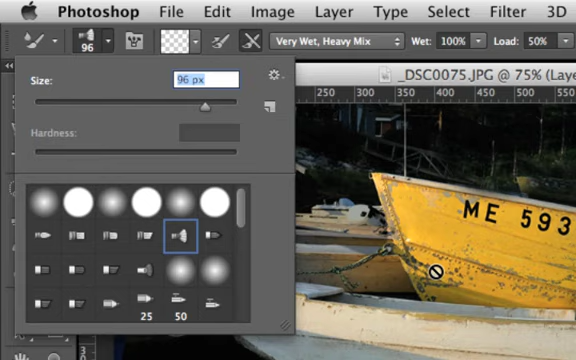 Photoshop File Edit Image Layer Type Select Filter 3D
96 Very Wet, Heavy Mix Wet: 100% Load: 50%
_DSC0075.JPG @ 75% (Laye
Size: 96 px
250 300 350 400 450 500 550
Hardness:
ME 593
25 50